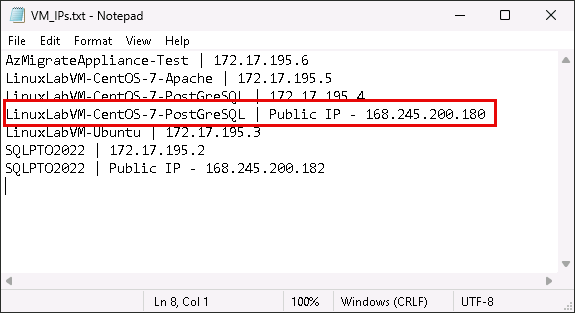 VM_IPs.txt - Notepad
File Edit Format View Help
AzMigrateAppliance-Test | 172.17.195.6
LinuxLabVM-CentOS-7-Apache | 172.17.195.5
LinuxLabVM-CentOS-7-PostGreSQL | 172.17.195.4
LinuxLabVM-CentOS-7-PostGreSQL | Public IP - 168.245.200.180
LinuxLabVM-Ubuntu | 172.17.195.3
SQLPTO2022 | 172.17.195.2
SQLPTO2022 | Public IP - 168.245.200.182
Ln 8, Col 1 100% Windows (CRLF) UTF-8